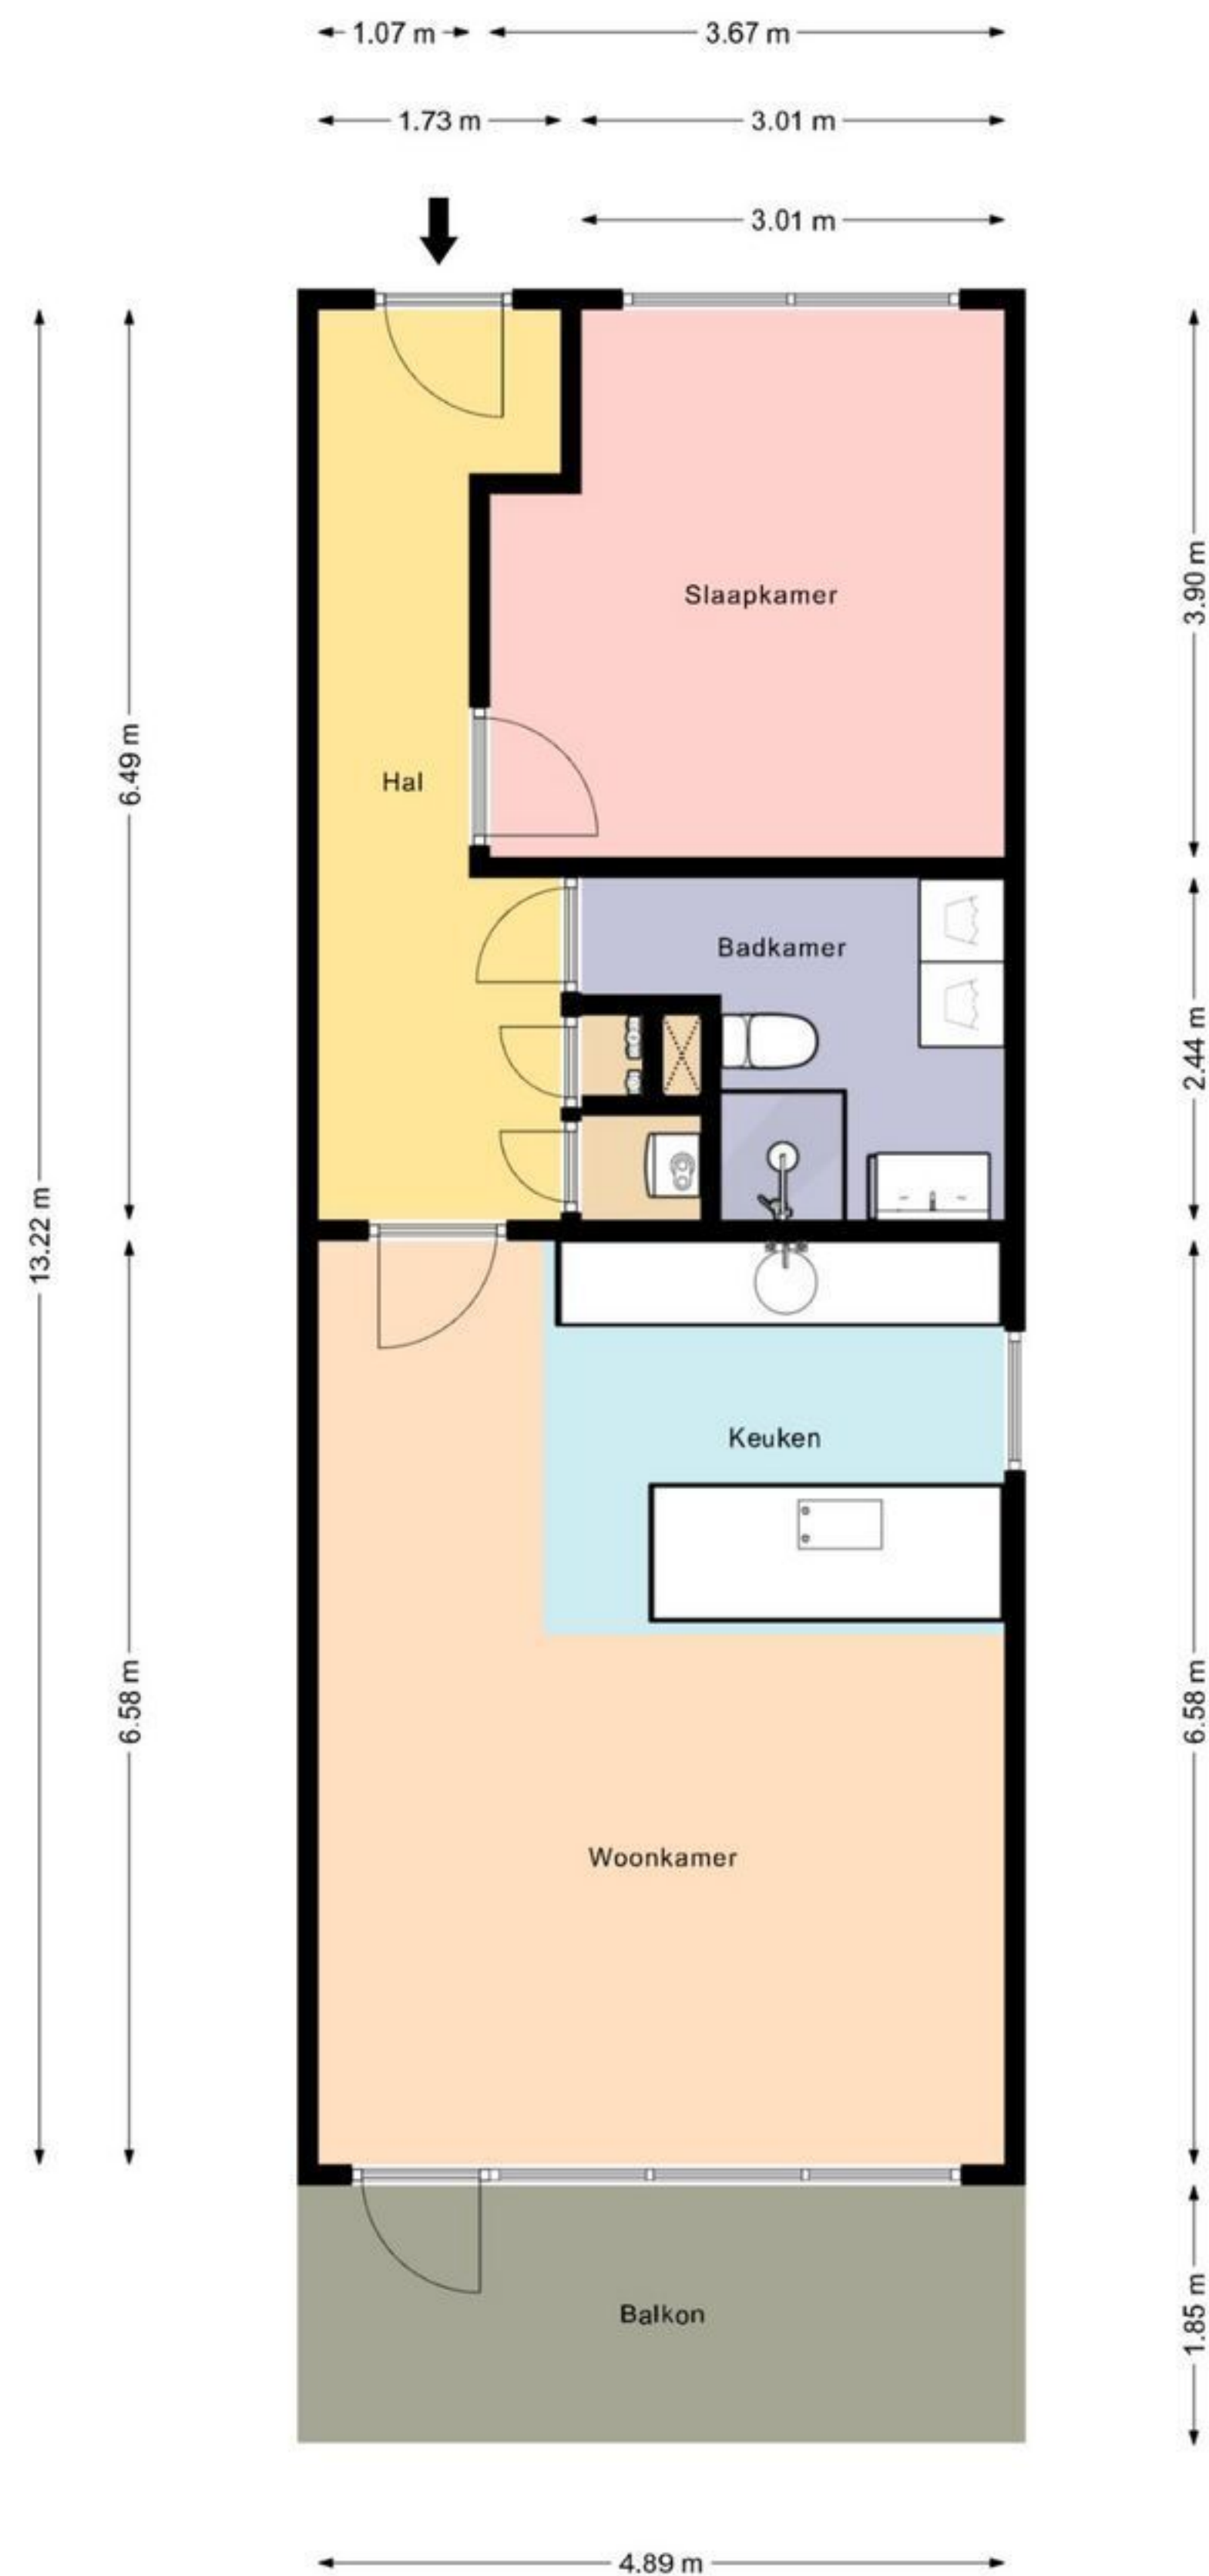 1.07 m
3.67 m
1.73 m
3.01 m
3.01 m
3.90 m
Slaapkamer
6.49 m
Hal
Badkamer
2.44 m
13.22 m
Keuken
6.58 m
6.58 m
Woonkamer
Balkon
1.85 m
4.89 m